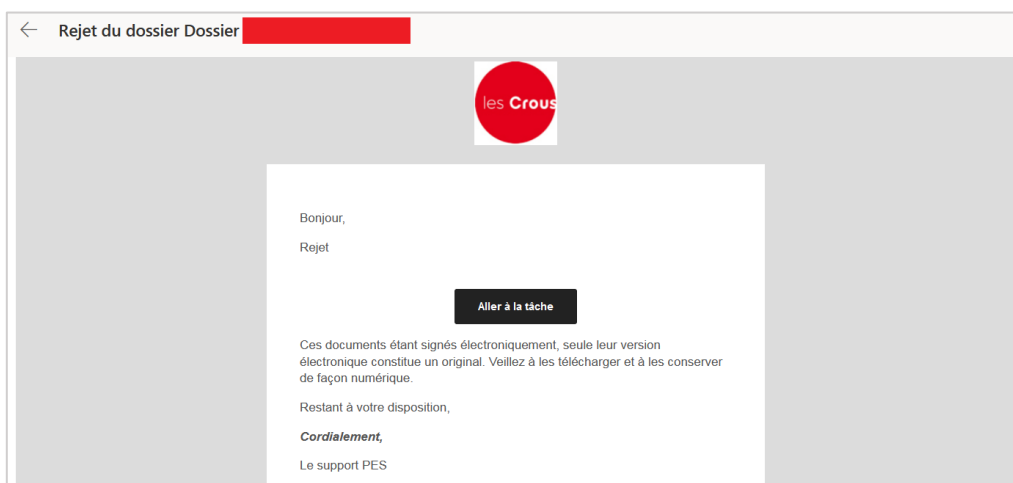 Rejet du dossier Dossier
les Crous
Bonjour,
Rejet
Aller à la tâche
Ces documents étant signés électroniquement, seule leur version
électronique constitue un original. Veillez à les télécharger et à les conserver
de façon numérique.
Restant à votre disposition,
Cordialement,
Le support PES